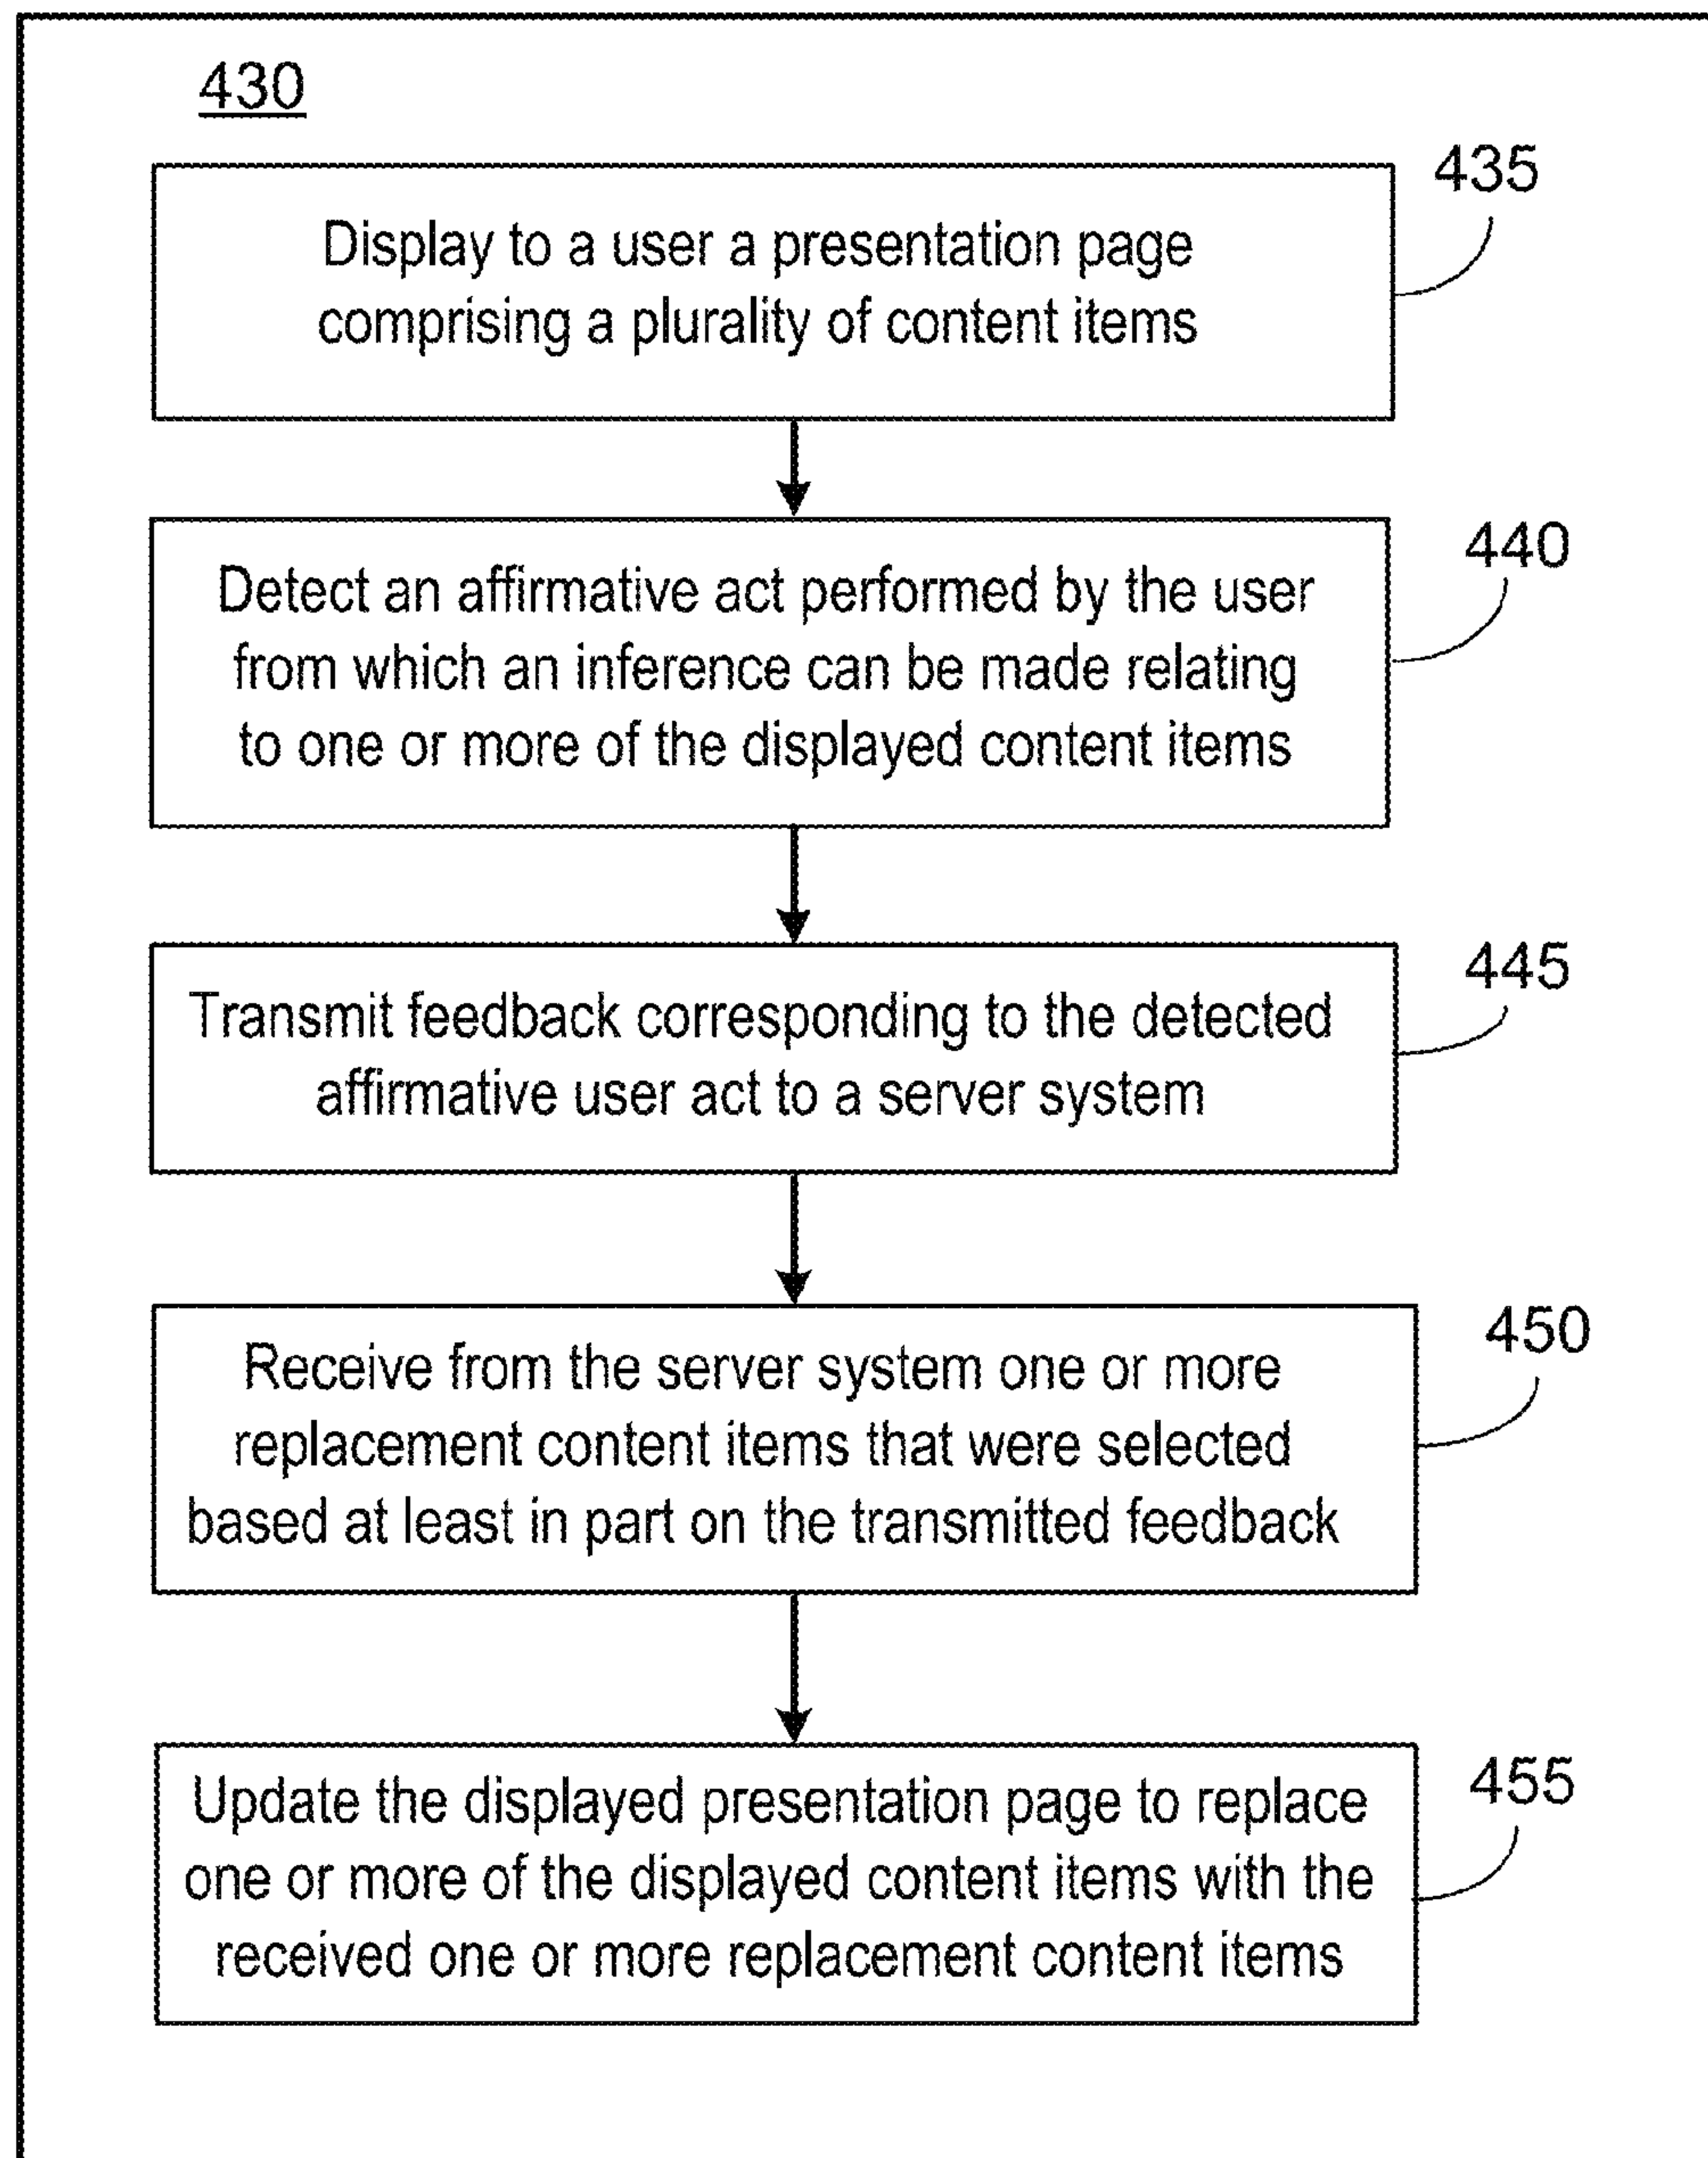 430
435
Display to a user a presentation page
comprising a plurality of content items
440
Detect an affirmative act performed by the user
from which an inference can be made relating
to one or more of the displayed content items
445
Transmit feedback corresponding to the detected
affirmative user act to a server system
450
Receive from the server system one or more
replacement content items that were selected
based at least in part on the transmitted feedback
455
Update the displayed presentation page to replace
one or more of the displayed content items with the
received one or more replacement content items